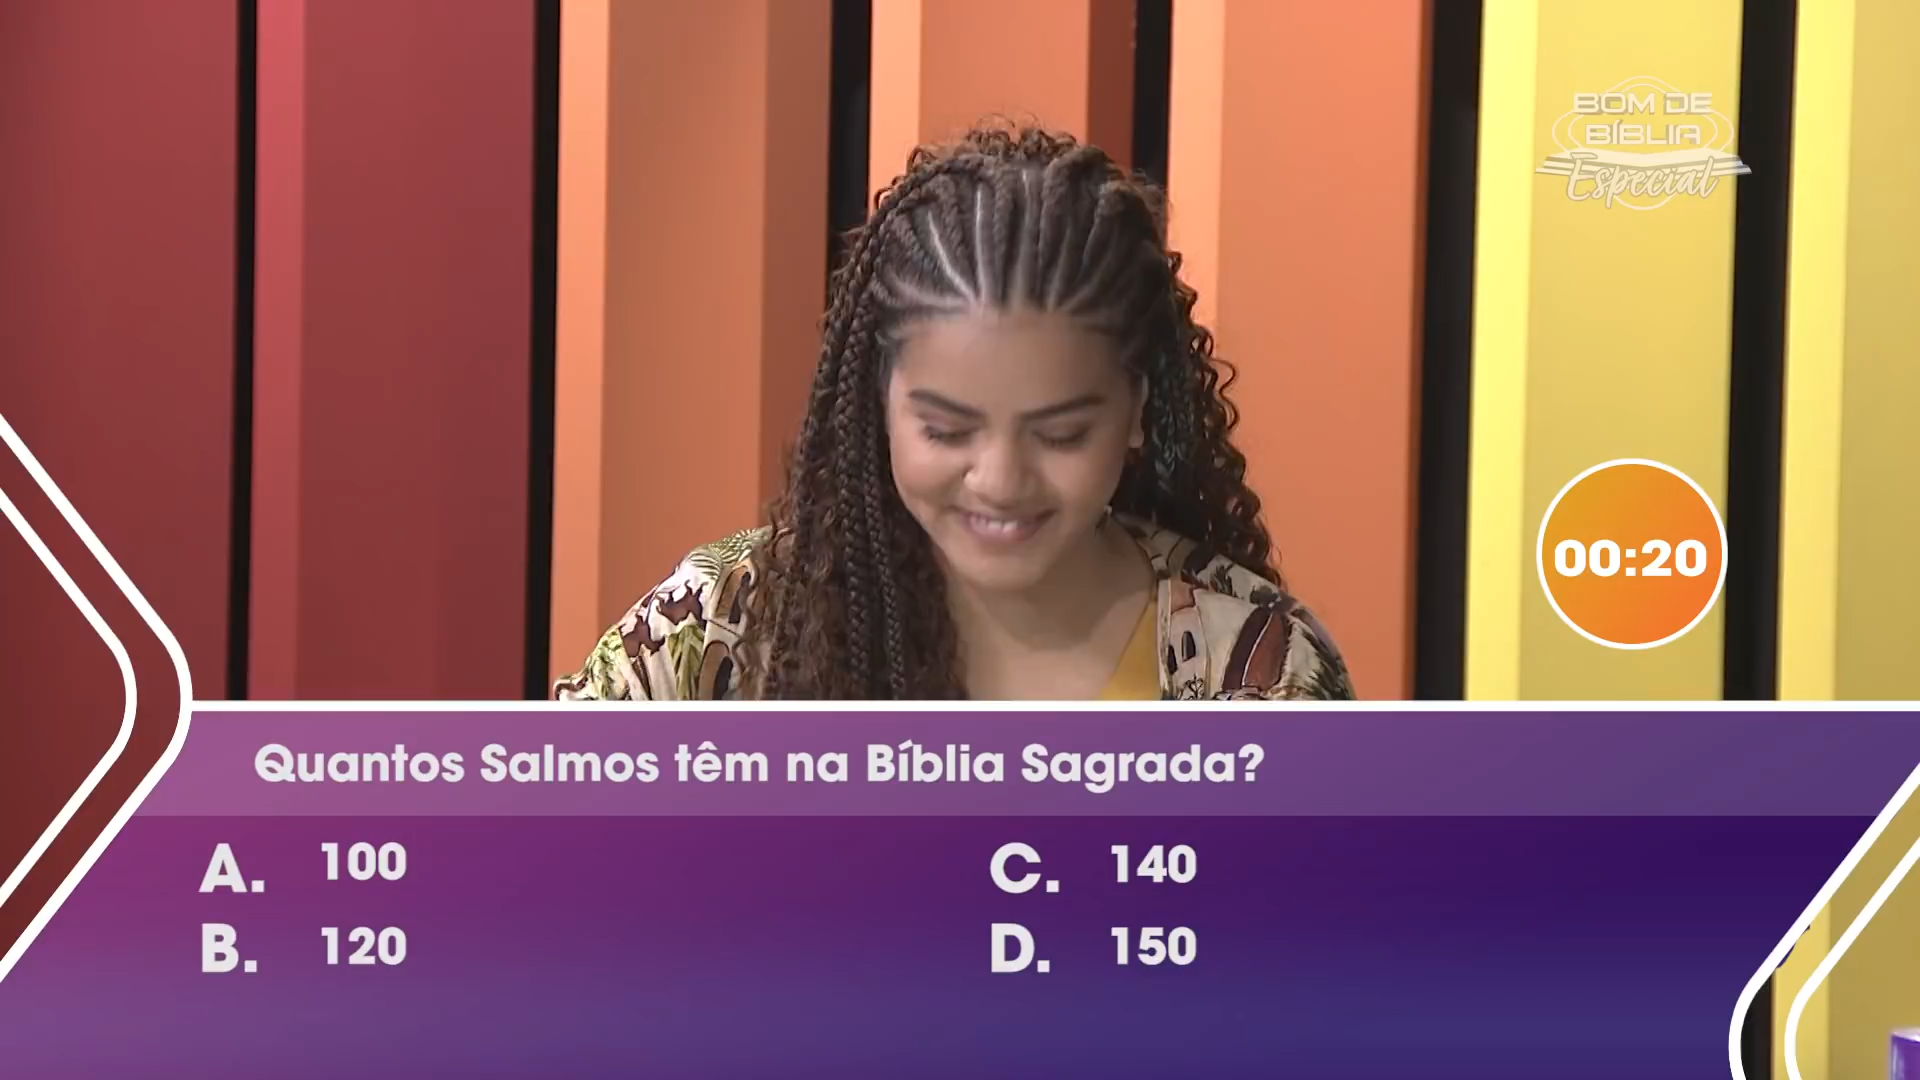 BOM DE
BÍBLIA
Especial
00:20
Quantos Salmos têm na Bíblia Sagrada?
A. 100
B. 120
C. 140
D. 150